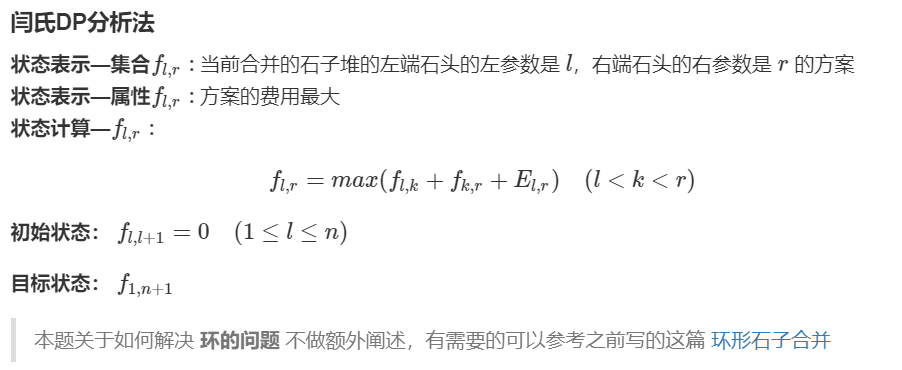 闫氏DP分析法
状态表示—集合f_{l,r}：当前合并的石子堆的左端石头的左参数是 l，右端石头的右参数是 r 的方案
状态表示—属性f_{l,r}：方案的费用最大
状态计算—f_{l,r}：
f_{l,r} = max(f_{l,k} + f_{k,r} + E_{l,r}) (l < k < r)
初始状态： f_{l,l+1} = 0 (1 ≤ l ≤ n)
目标状态： f_{1,n+1}
本题关于如何解决 环的问题 不做额外阐述，有需要的可以参考之前写的这篇 环形石子合并